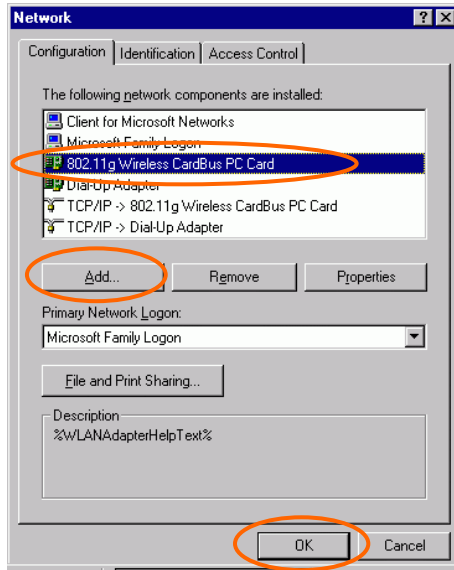 Network
Configuration Identification Access Control
The following network components are installed:
Client for Microsoft Networks
Microsoft Family Logon
802.11g Wireless CardBus PC Card
Dial-Up Adapter
TCP/IP -> 802.11g Wireless CardBus PC Card
TCP/IP -> Dial-Up Adapter
Add... Remove Properties
Primary Network Logon:
Microsoft Family Logon
File and Print Sharing...
Description
%WLANAdapterHelpText%
OK Cancel